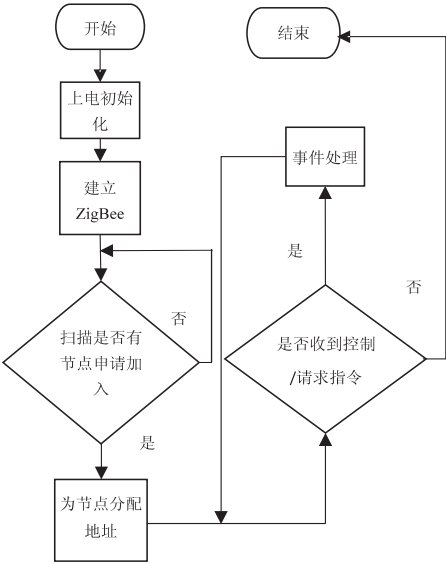 开始
上电初始
化
建立
ZigBee
扫描是否有
节点申请加
入
否
是
为节点分配
地址
结束
事件处理
是
否
是否收到控制
/请求指令